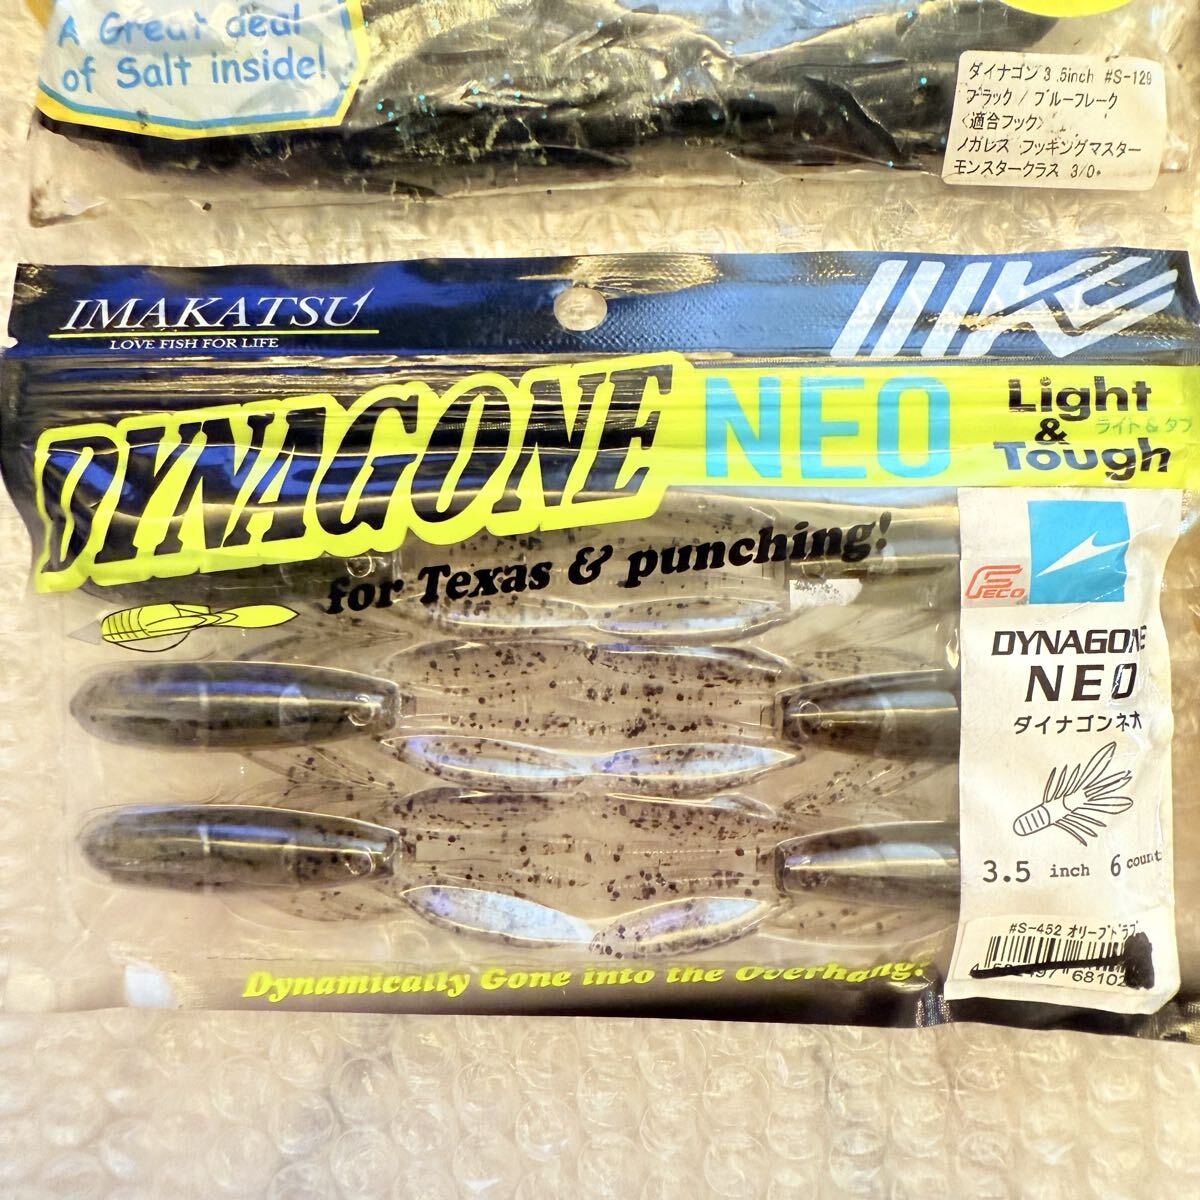 A Great deal
of Salt inside!
ダイナゴン 3.5inch #S-129
ブラック / ブルーフレーク
<適合フック>
ノガレス フッキングマスター
モンスタークラス 3/0。
IMAKATSU
LOVE FISH FOR LIFE
DYNAGONE NEO
Light
&
Tough
ライト & タフ
for Texas & punching!
FECO
DYNAGONE
NEO
ダイナゴンネオ
3.5 inch 6 count
#S-452 オリーブドラブ
Dynamically Gone into the Overhang!